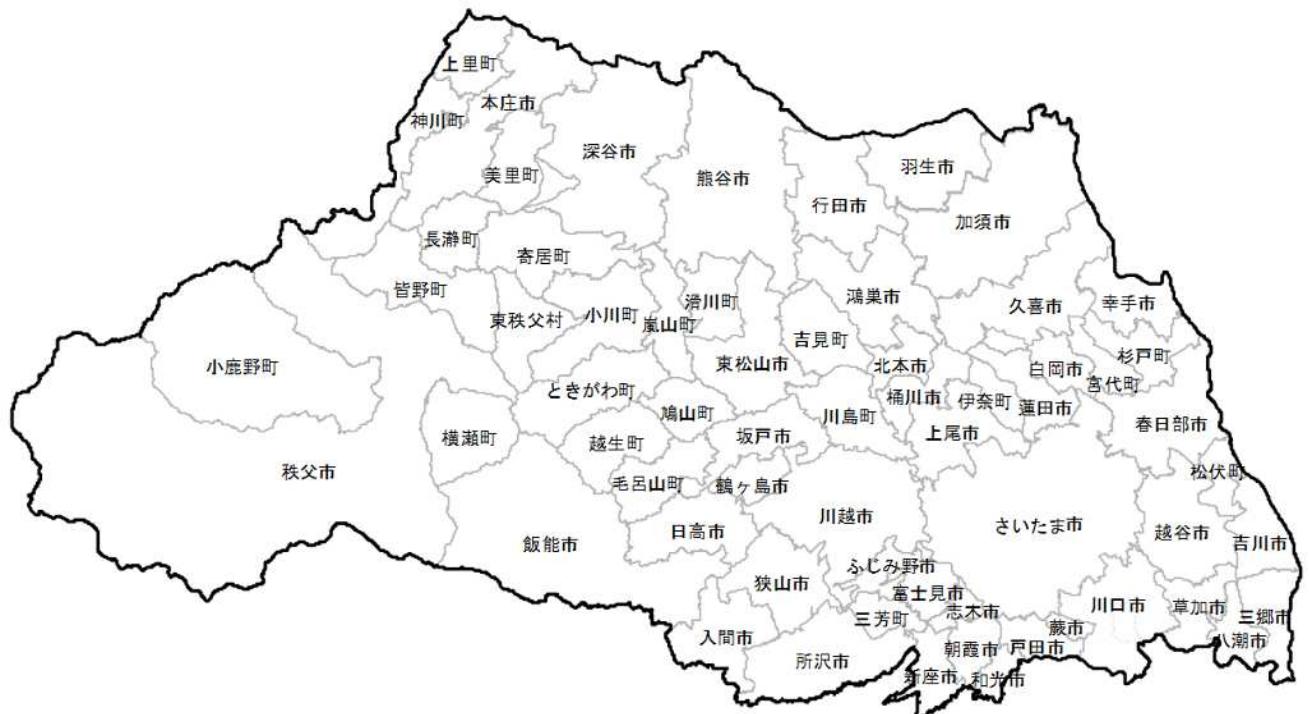 上里町
本庄市
神川町
深谷市
美里町
熊谷市
羽生市
行田市
加須市
長瀞町
寄居町
皆野町
東秩父村
小川町
嵐山町
滑川町
鴻巣市
久喜市
幸手市
吉見町
小鹿野町
東松山市
北本市
白岡市
杉戸町
宮代町
ときがわ町
鳩山町
川島町
桶川市
伊奈町
蓮田市
横瀬町
越生町
坂戸市
上尾市
春日部市
秩父市
毛呂山町
鶴ヶ島市
松伏町
飯能市
日高市
川越市
さいたま市
越谷市
吉川市
ふじみ野市
狭山市
富士見市
三芳町
志木市
川口市
草加市
三郷市
入間市
所沢市
朝霞市
戸田市
蕨市
八潮市
新座市
和光市